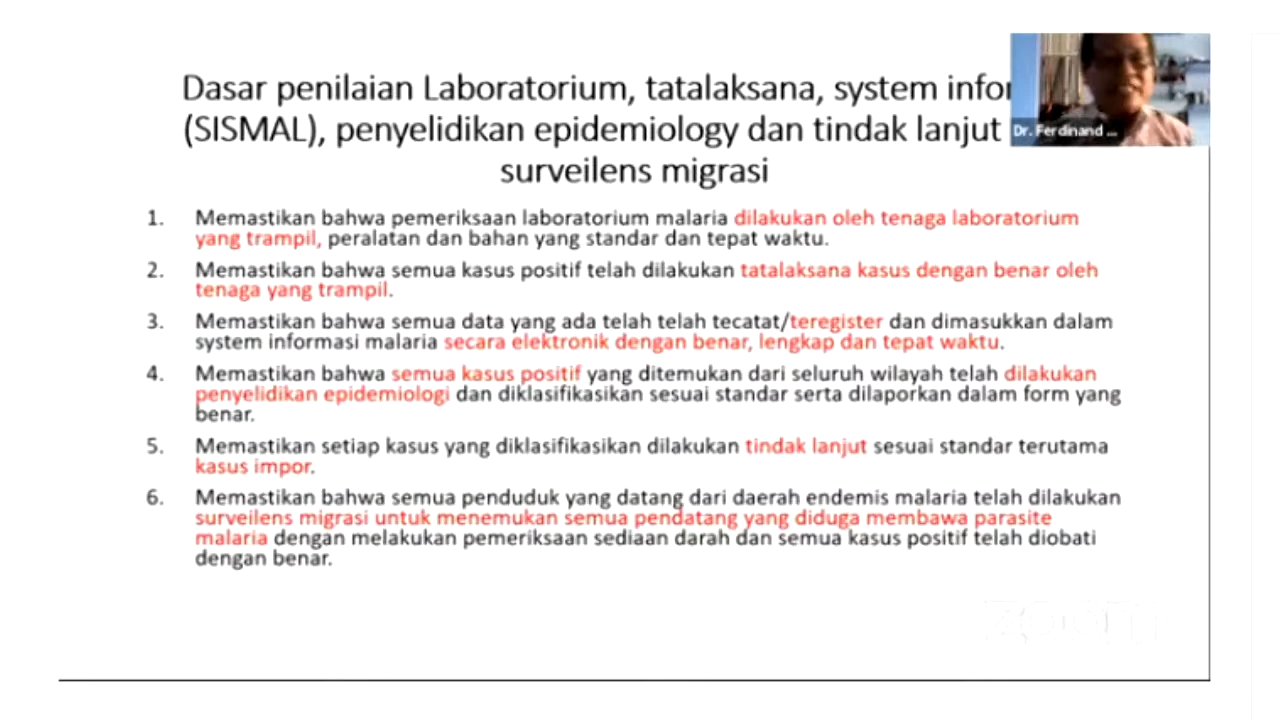 Dasar penilaian Laboratorium, tatalaksana, system infor
(SISMAL), penyelidikan epidemiology dan tindak lanjut
surveilens migrasi
Dr. Ferdinand ...
1. Memastikan bahwa pemeriksaan laboratorium malaria dilakukan oleh tenaga laboratorium
yang trampil, peralatan dan bahan yang standar dan tepat waktu.
2. Memastikan bahwa semua kasus positif telah dilakukan tatalaksana kasus dengan benar oleh
tenaga yang trampil.
3. Memastikan bahwa semua data yang ada telah telah tecatat/teregister dan dimasukkan dalam
system informasi malaria secara elektronik dengan benar, lengkap dan tepat waktu.
4. Memastikan bahwa semua kasus positif yang ditemukan dari seluruh wilayah telah dilakukan
penyelidikan epidemiologi dan diklasifikasikan sesuai standar serta dilaporkan dalam form yang
benar.
5. Memastikan setiap kasus yang diklasifikasikan dilakukan tindak lanjut sesuai standar terutama
kasus impor.
6. Memastikan bahwa semua penduduk yang datang dari daerah endemis malaria telah dilakukan
surveilens migrasi untuk menemukan semua pendatang yang diduga membawa parasite
malaria dengan melakukan pemeriksaan sediaan darah dan semua kasus positif telah diobati
dengan benar.
zoom